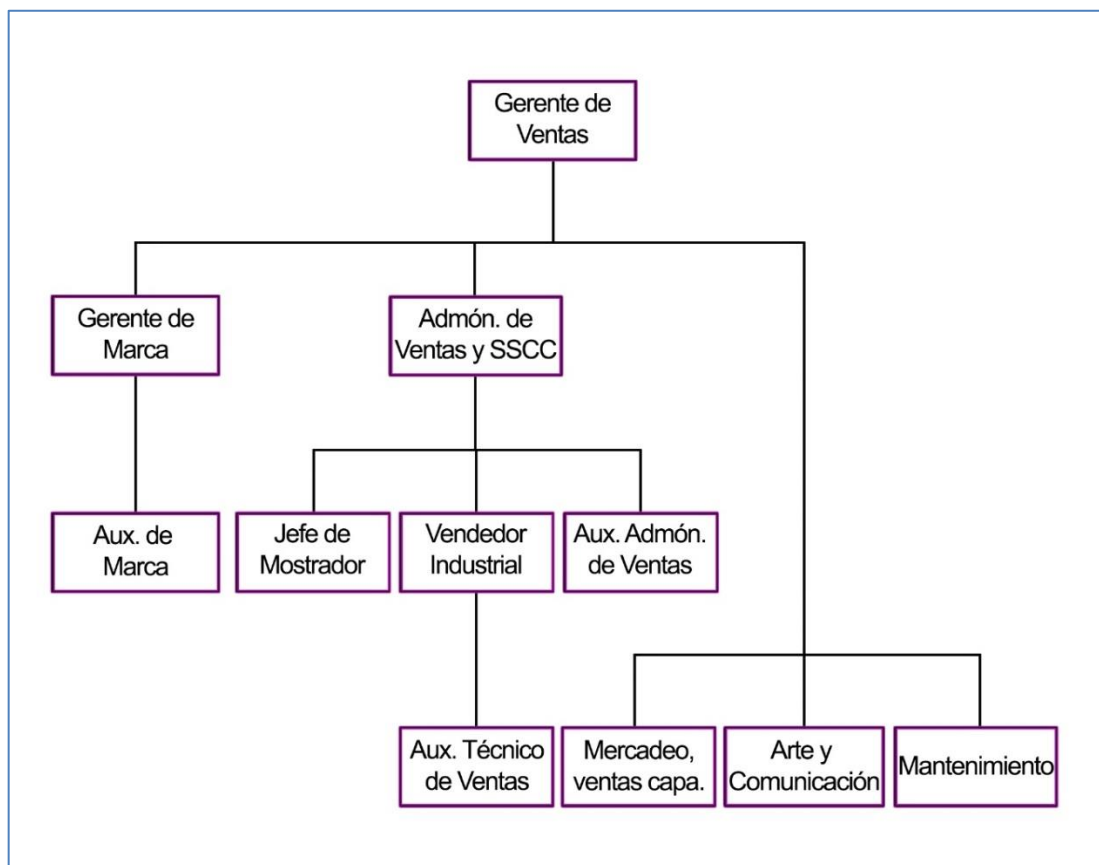 Gerente de
Ventas
Gerente de
Marca
Admón. de
Ventas y SSCC
Aux. de
Marca
Jefe de
Mostrador
Vendedor
Industrial
Aux. Admón.
de Ventas
Aux. Técnico
de Ventas
Mercadeo,
ventas capa.
Arte y
Comunicación
Mantenimiento